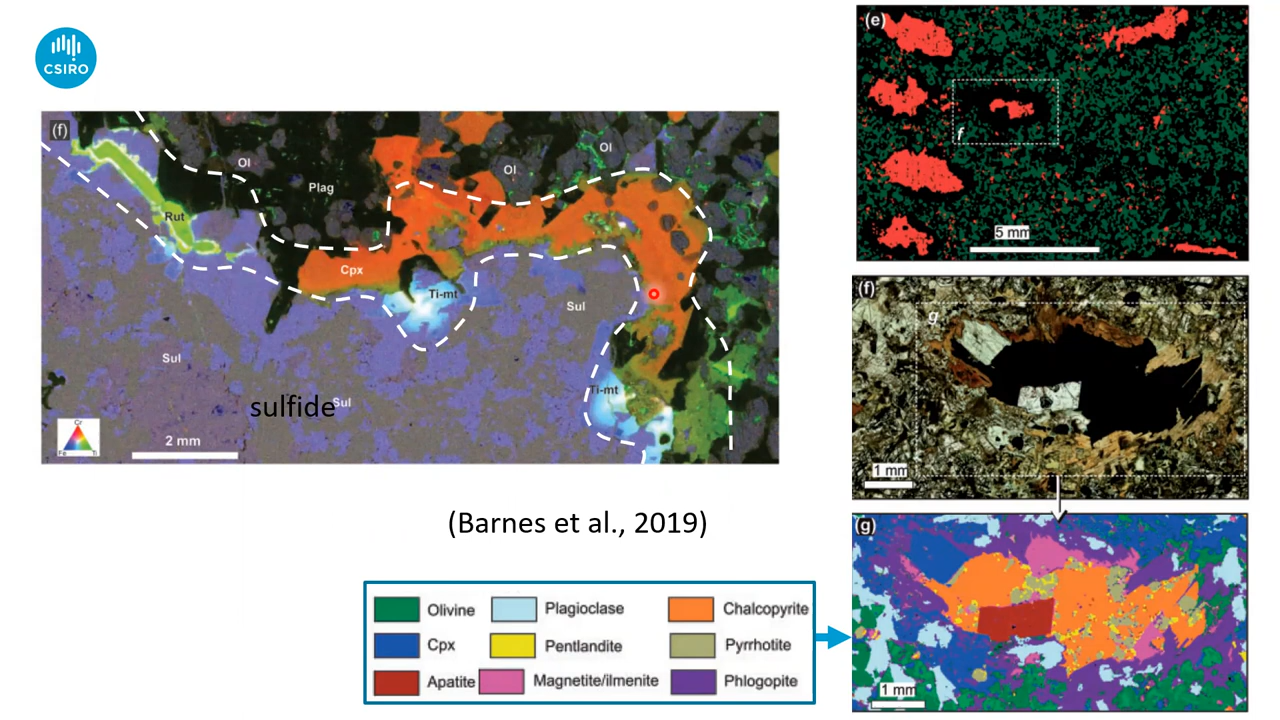 CSIRO
(f)
Ol
Ol
Ol
Plag
Rut
Cpx
Ti-mt
Sul
Sul
Ti-mt
sulfide
Sul
Cr
Fe
Ti
2 mm
(Barnes et al., 2019)
Olivine
Plagioclase
Chalcopyrite
Cpx
Pentlandite
Pyrrhotite
Apatite
Magnetite/ilmenite
Phlogopite
(e)
f
5 mm
(f)
g
1 mm
(g)
1 mm